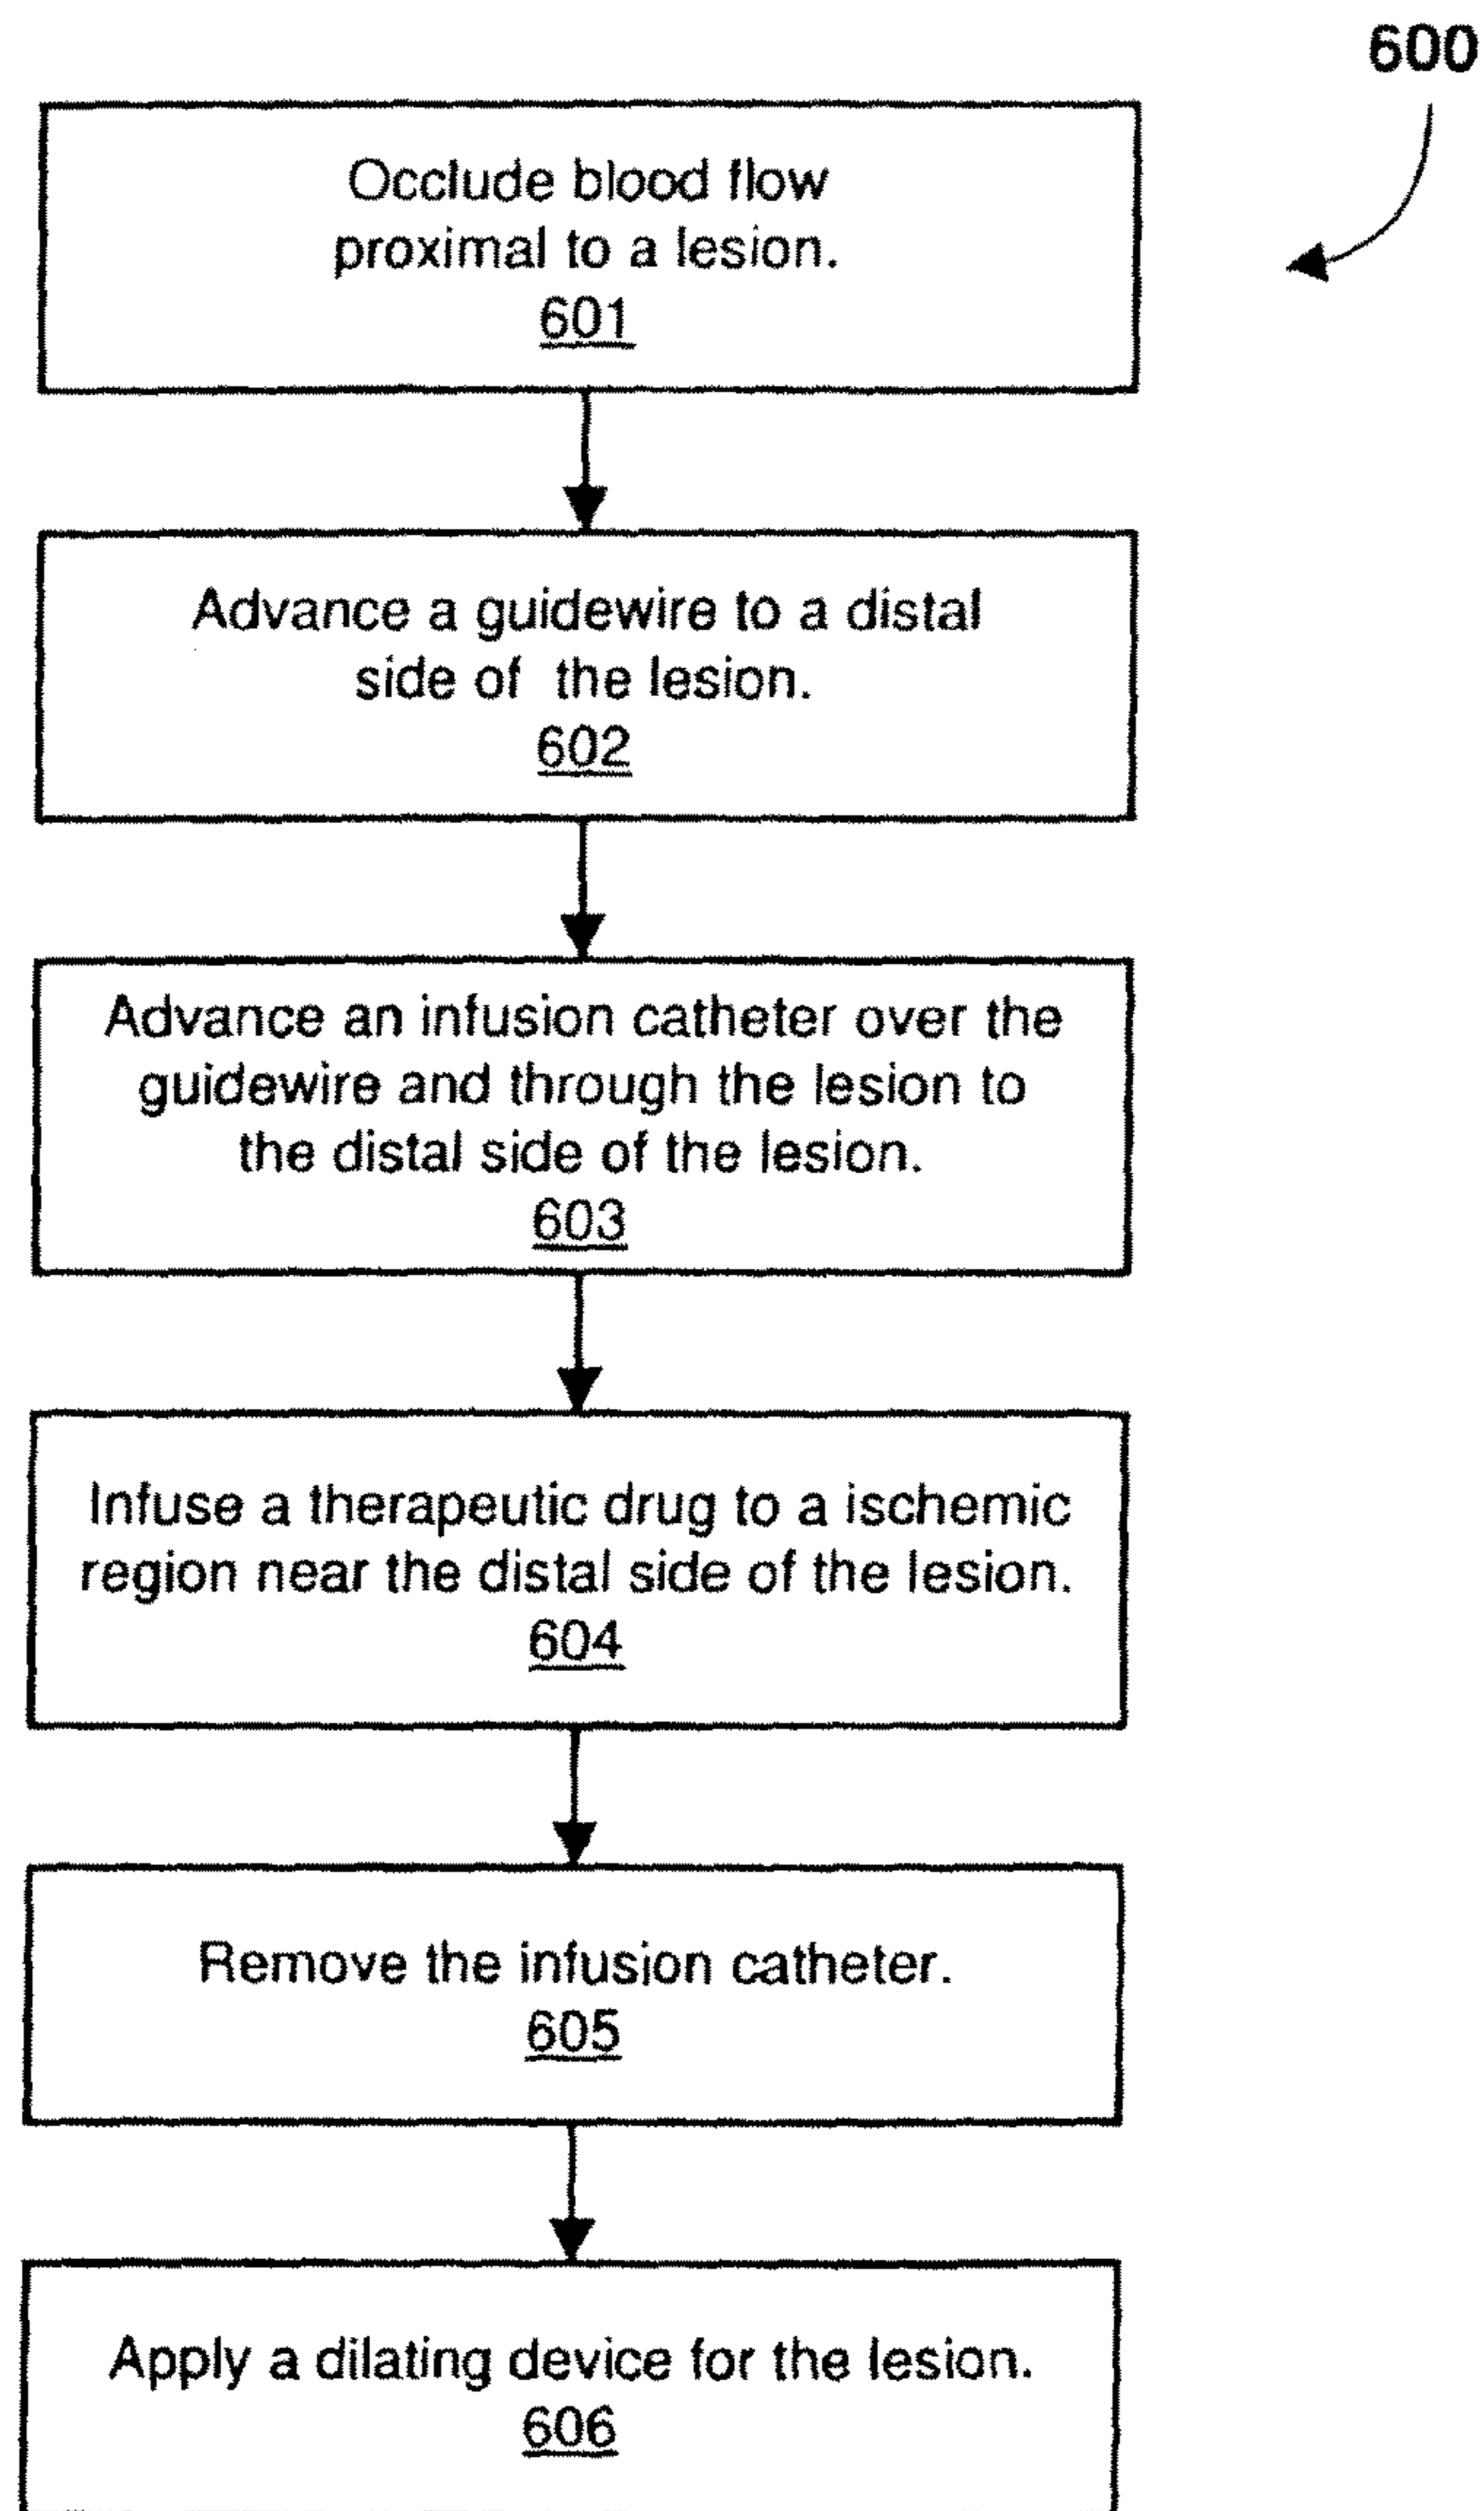 600
Occlude blood flow
proximal to a lesion.
601
Advance a guidewire to a distal
side of the lesion.
602
Advance an infusion catheter over the
guidewire and through the lesion to
the distal side of the lesion.
603
Infuse a therapeutic drug to a ischemic
region near the distal side of the lesion.
604
Remove the infusion catheter.
605
Apply a dilating device for the lesion.
606